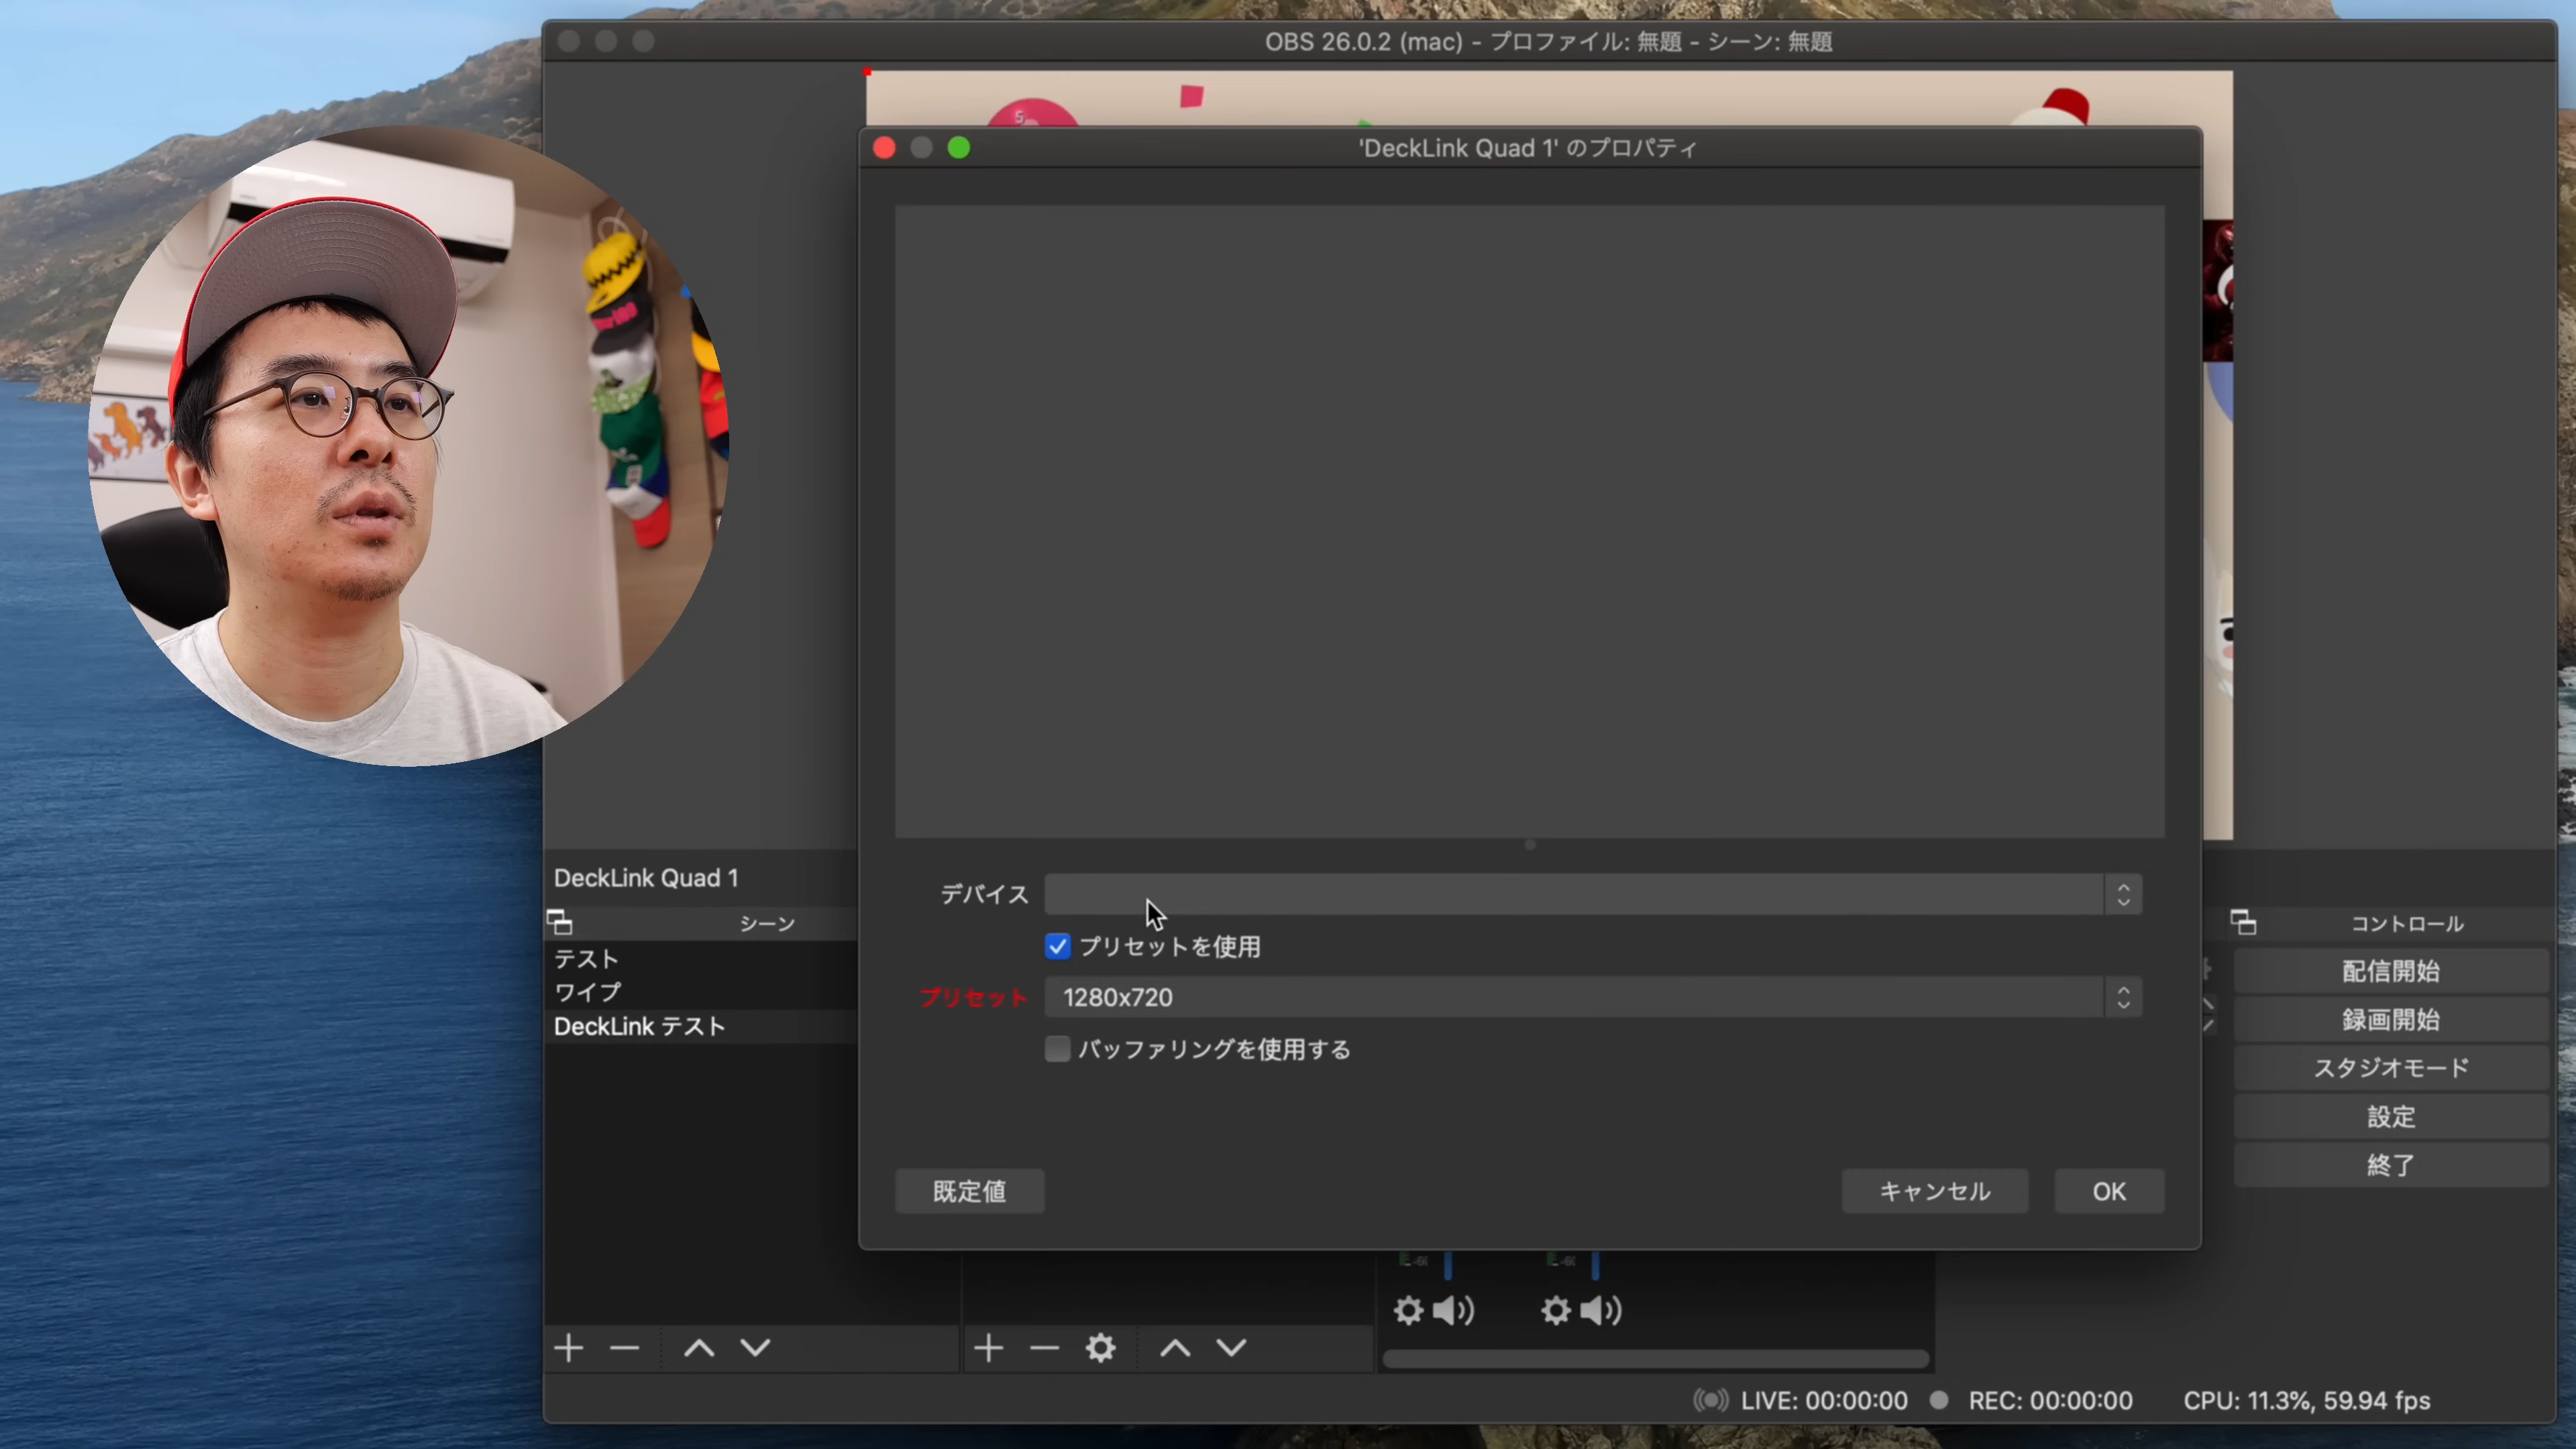 OBS 26.0.2 (mac) - プロファイル: 無題 - シーン: 無題
'DeckLink Quad 1' のプロパティ
デバイス
プリセットを使用
プリセット
1280x720
バッファリングを使用する
既定値
キャンセル
OK
DeckLink Quad 1
シーン
テスト
ワイプ
DeckLink テスト
コントロール
配信開始
録画開始
スタジオモード
設定
終了
LIVE: 00:00:00
REC: 00:00:00
CPU: 11.3%, 59.94 fps